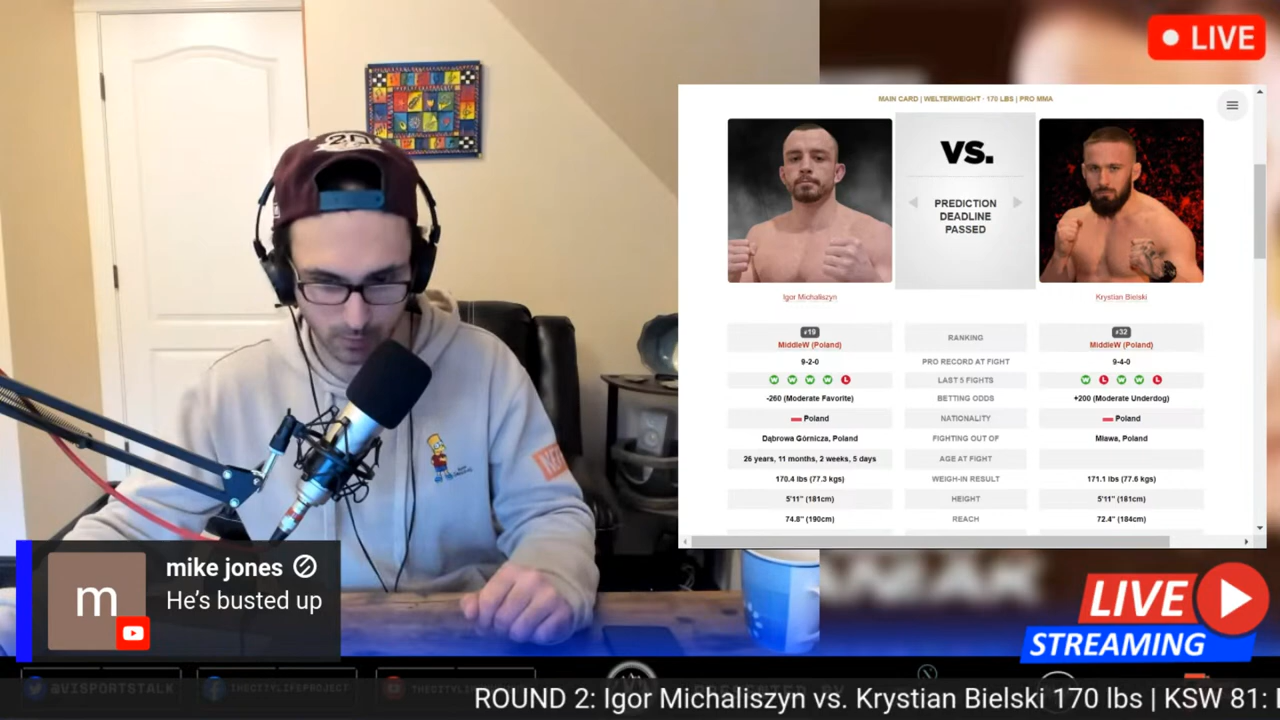 LIVE
MAIN CARD | WELTERWEIGHT · 170 LBS | PRO MMA
VS.
PREDICTION
DEADLINE
PASSED
Igor Michaliszyn
Krystian Bielski
#19
MiddleW (Poland)
RANKING
#32
MiddleW (Poland)
9-2-0
PRO RECORD AT FIGHT
9-4-0
W W W W L
LAST 5 FIGHTS
W L W W L
-260 (Moderate Favorite)
BETTING ODDS
+200 (Moderate Underdog)
Poland
NATIONALITY
Poland
Dąbrowa Górnicza, Poland
FIGHTING OUT OF
Mława, Poland
26 years, 11 months, 2 weeks, 5 days
AGE AT FIGHT
170.4 lbs (77.3 kgs)
WEIGH-IN RESULT
171.1 lbs (77.6 kgs)
5'11" (181cm)
HEIGHT
5'11" (181cm)
74.8" (190cm)
REACH
72.4" (184cm)
m
mike jones
He's busted up
LIVE
STREAMING
@VISPORTSTALK
THECITYLIFEPROJECT
ROUND 2: Igor Michaliszyn vs. Krystian Bielski 170 lbs | KSW 81: